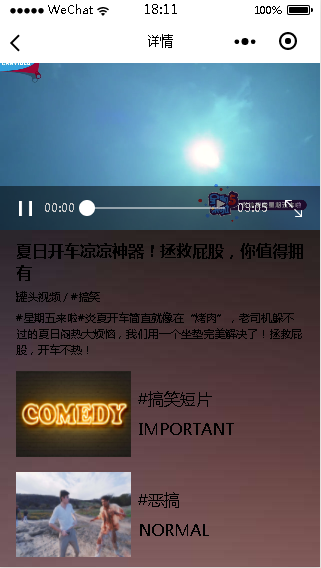 WeChat 18:11 100%
详情
00:00 03:05
夏日开车凉凉神器！拯救屁股，你值得拥
有
罐头视频 / #搞笑
#星期五来啦#炎夏开车简直就像在“烤肉”，老司机躲不
过的夏日闷热大烦恼，我们用一个坐垫完美解决了！拯救屁
股，开车不热！
COMEDY
#搞笑短片
IMPORTANT
#恶搞
NORMAL